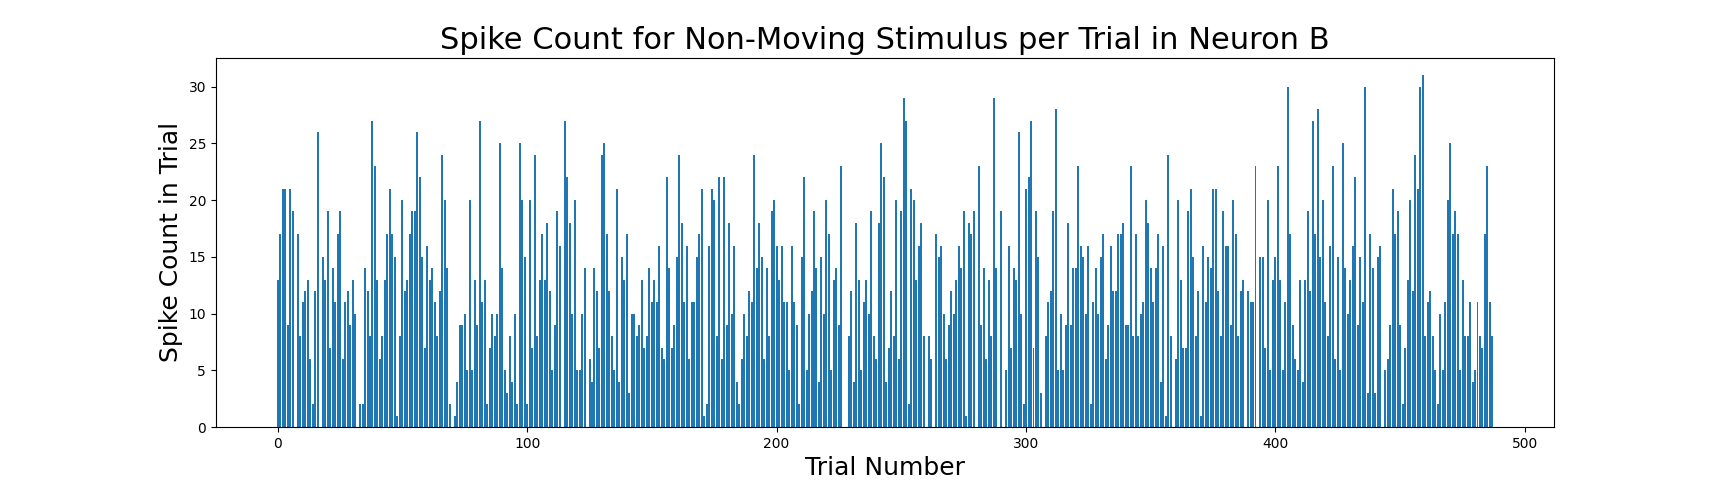 Spike Count for Non-Moving Stimulus per Trial in Neuron B
30
25
20
15
10
5
0
Spike Count in Trial
0 100 200 300 400 500
Trial Number